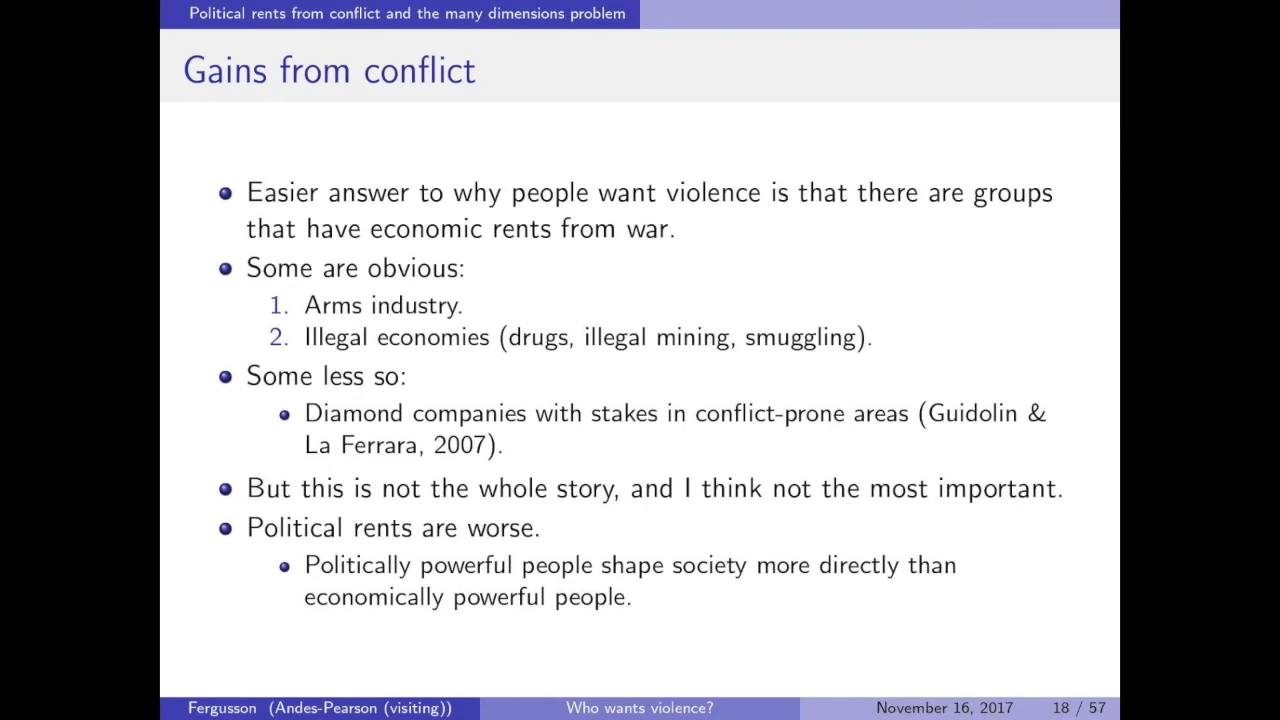 Political rents from conflict and the many dimensions problem
Gains from conflict
Easier answer to why people want violence is that there are groups
that have economic rents from war.
Some are obvious:
1. Arms industry.
2. Illegal economies (drugs, illegal mining, smuggling).
Some less so:
Diamond companies with stakes in conflict-prone areas (Guidolin &
La Ferrara, 2007).
But this is not the whole story, and I think not the most important.
Political rents are worse.
Politically powerful people shape society more directly than
economically powerful people.
Fergusson (Andes-Pearson (visiting)) Who wants violence? November 16, 2017 18 / 57